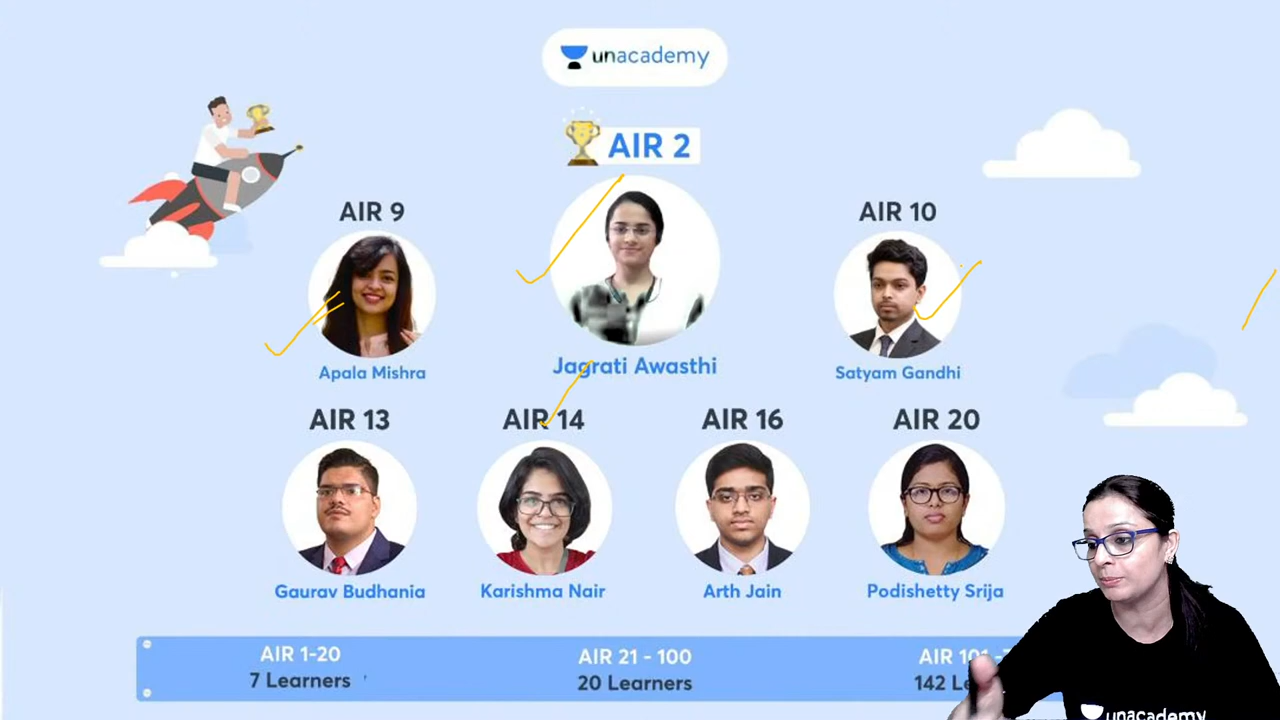 unacademy
AIR 2
AIR 9
AIR 10
Apala Mishra
Jagrati Awasthi
Satyam Gandhi
AIR 13
AIR 14
AIR 16
AIR 20
Gaurav Budhania
Karishma Nair
Arth Jain
Podishetty Srija
AIR 1-20
AIR 21 - 100
AIR
7 Learners
20 Learners
142
unacademy